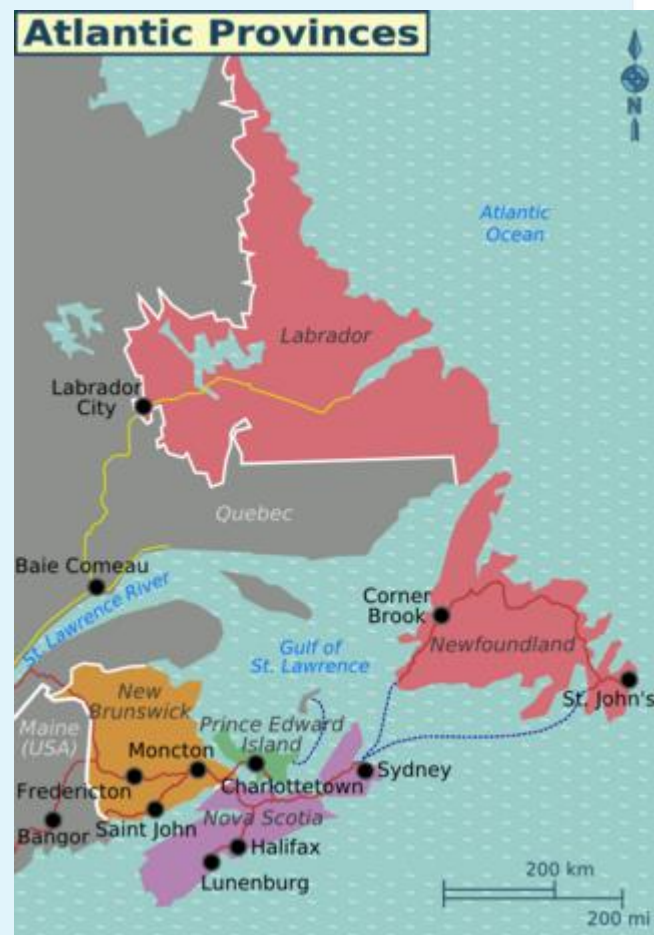 Atlantic Provinces
N
Atlantic
Ocean
Labrador
Labrador
City
Quebec
Baie Comeau
St. Lawrence River
Corner
Brook
Newfoundland
Gulf of
St. Lawrence
St. John's
New
Brunswick
Maine
(USA)
Prince Edward
Island
Moncton
Sydney
Fredericton
Charlottetown
Saint John
Nova Scotia
Bangor
Halifax
Lunenburg
200 km
200 mi